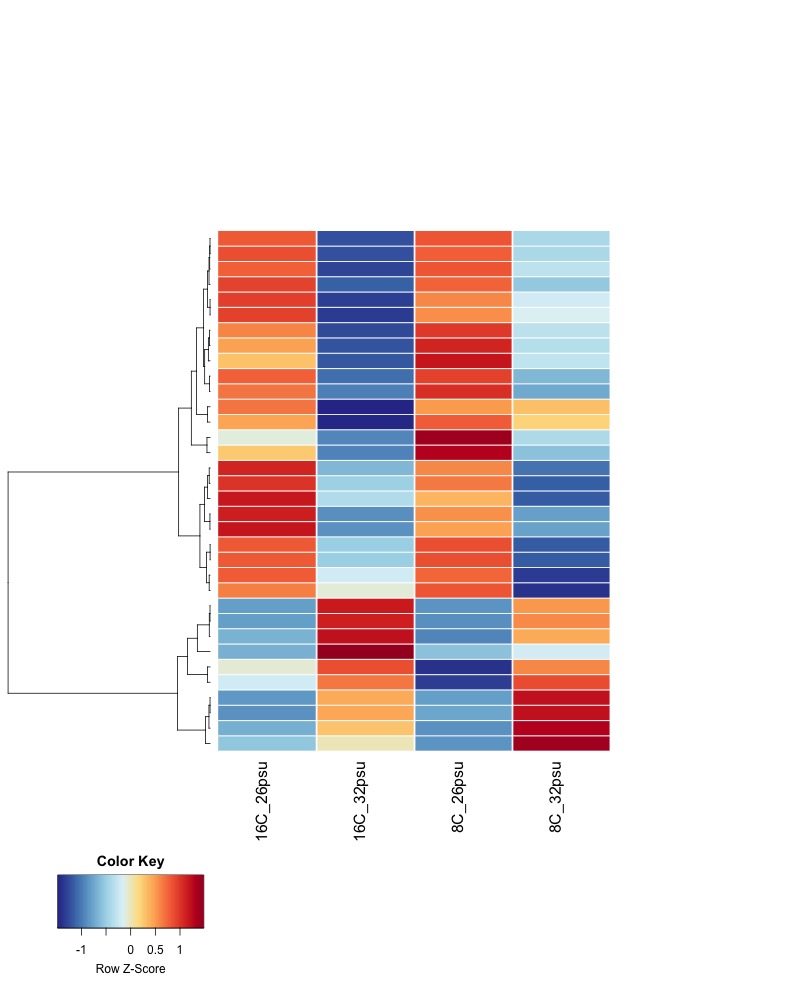 16C_26psu
16C_32psu
8C_26psu
8C_32psu
Color Key
-1 0 0.5 1
Row Z-Score